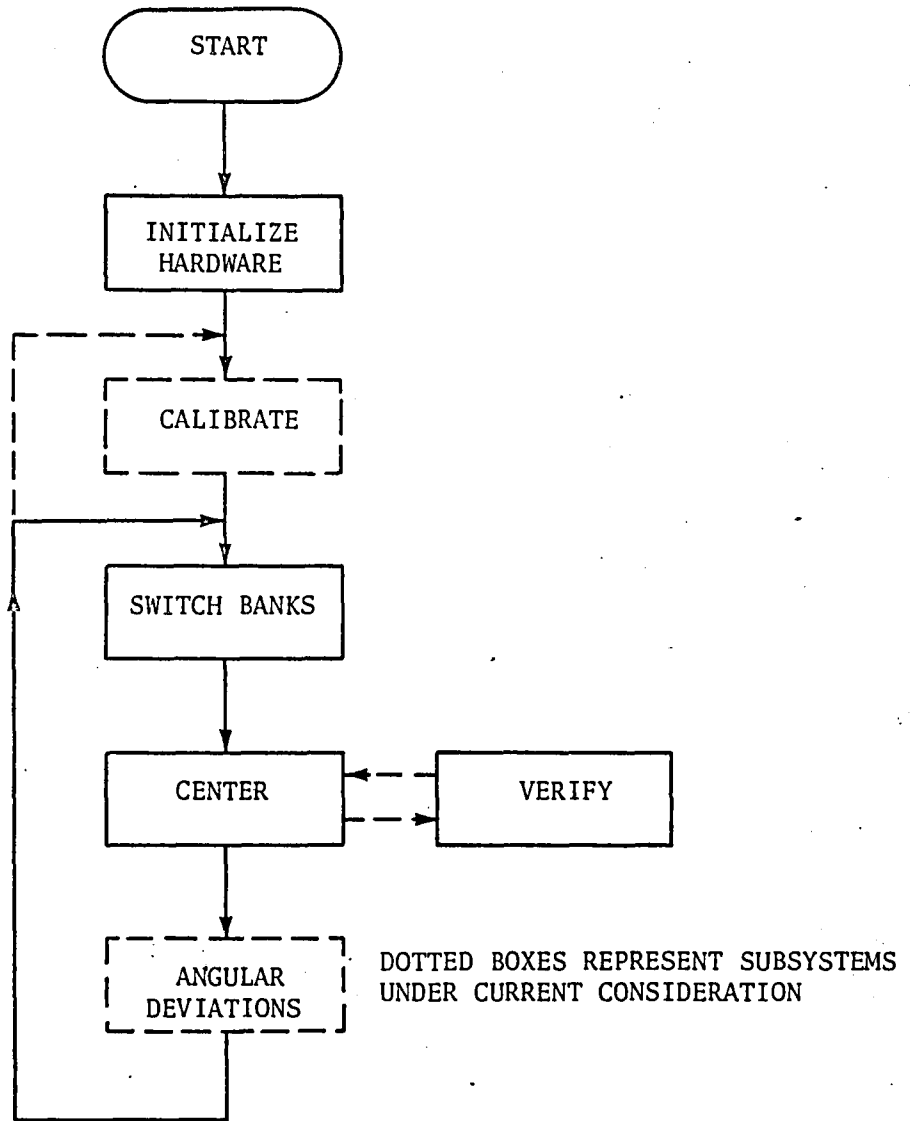 START
INITIALIZE
HARDWARE
CALIBRATE
SWITCH BANKS
CENTER
VERIFY
ANGULAR
DEVIATIONS
DOTTED BOXES REPRESENT SUBSYSTEMS
UNDER CURRENT CONSIDERATION